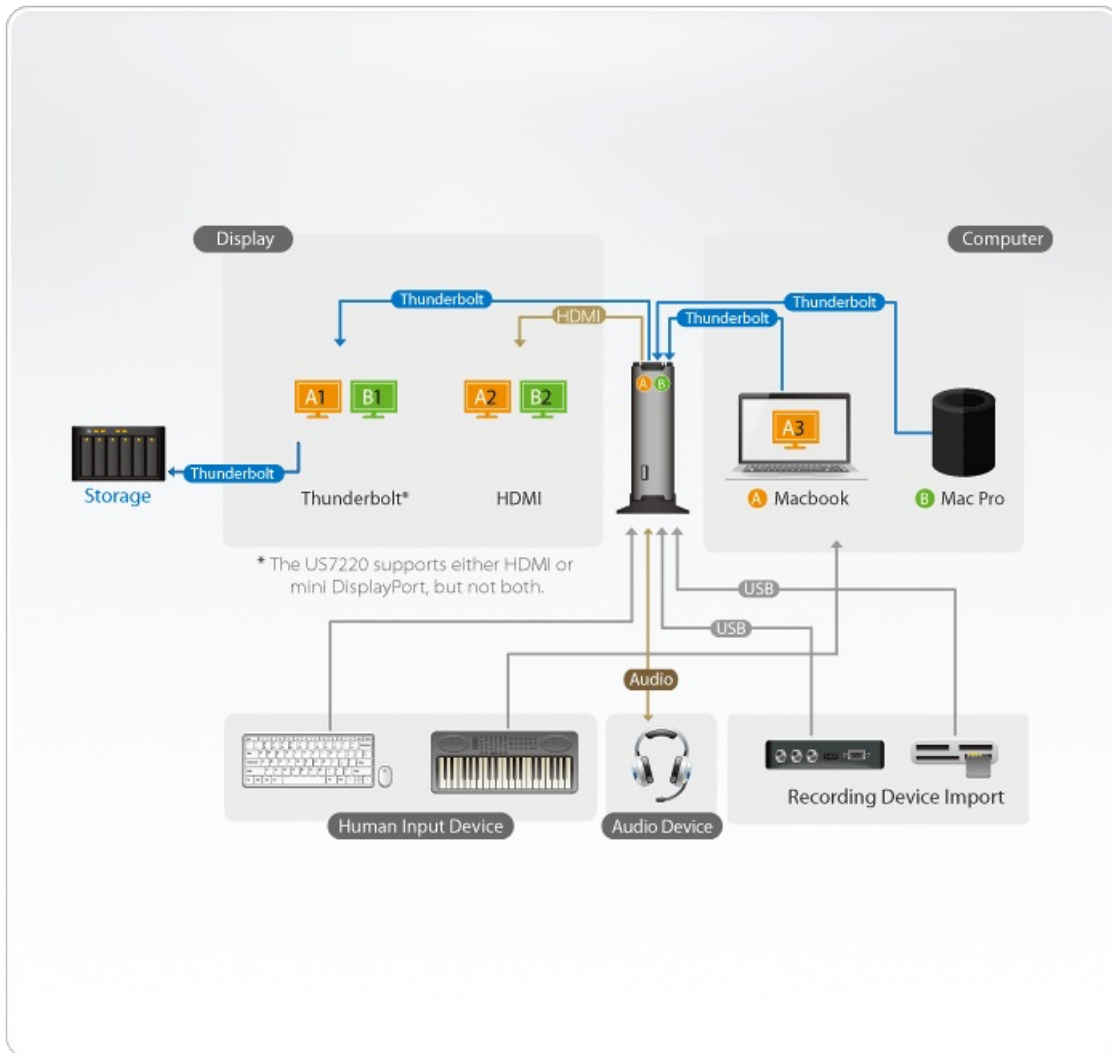 Display
Computer
Thunderbolt
Thunderbolt
HDMI
Thunderbolt
A B
A1 B1 A2 B2
A3
Thunderbolt
Storage
Thunderbolt*
HDMI
A Macbook
B Mac Pro
* The US7220 supports either HDMI or
mini DisplayPort, but not both.
USB
USB
Audio
Recording Device Import
Human Input Device
Audio Device